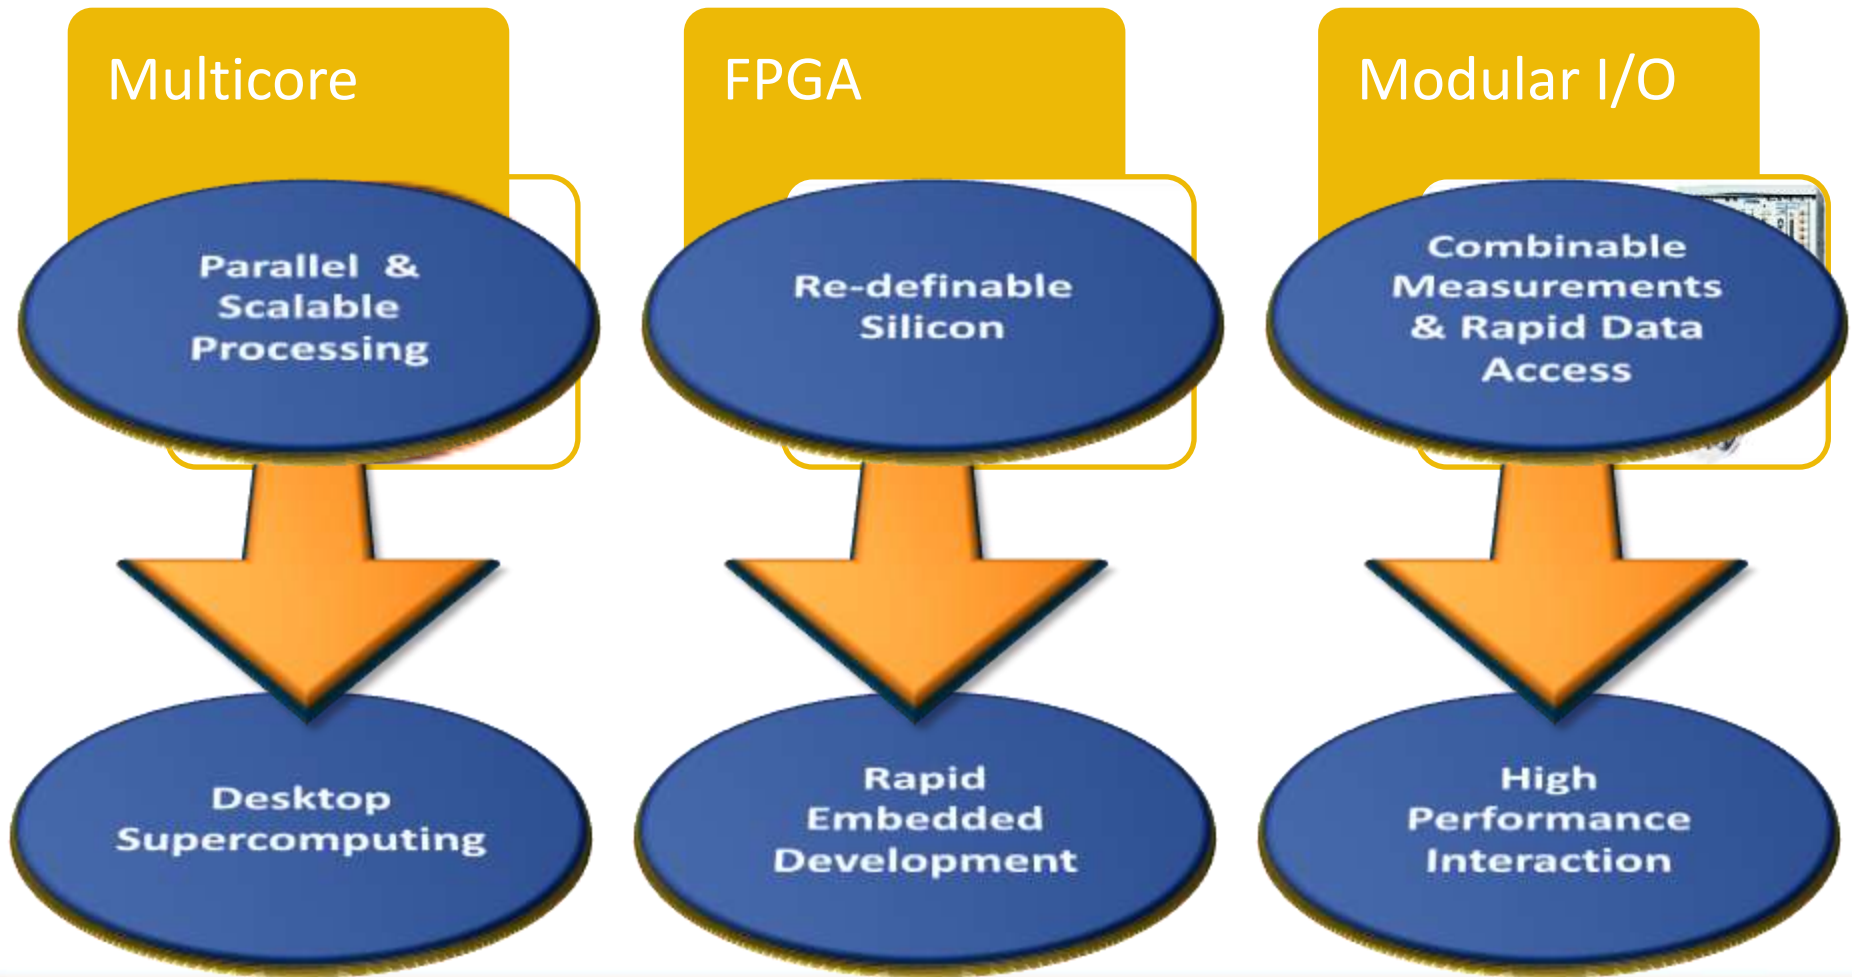 Multicore
FPGA
Modular I/O
Parallel &
Scalable
Processing
Re-definable
Silicon
Combinable
Measurements
& Rapid Data
Access
Desktop
Supercomputing
Rapid
Embedded
Development
High
Performance
Interaction